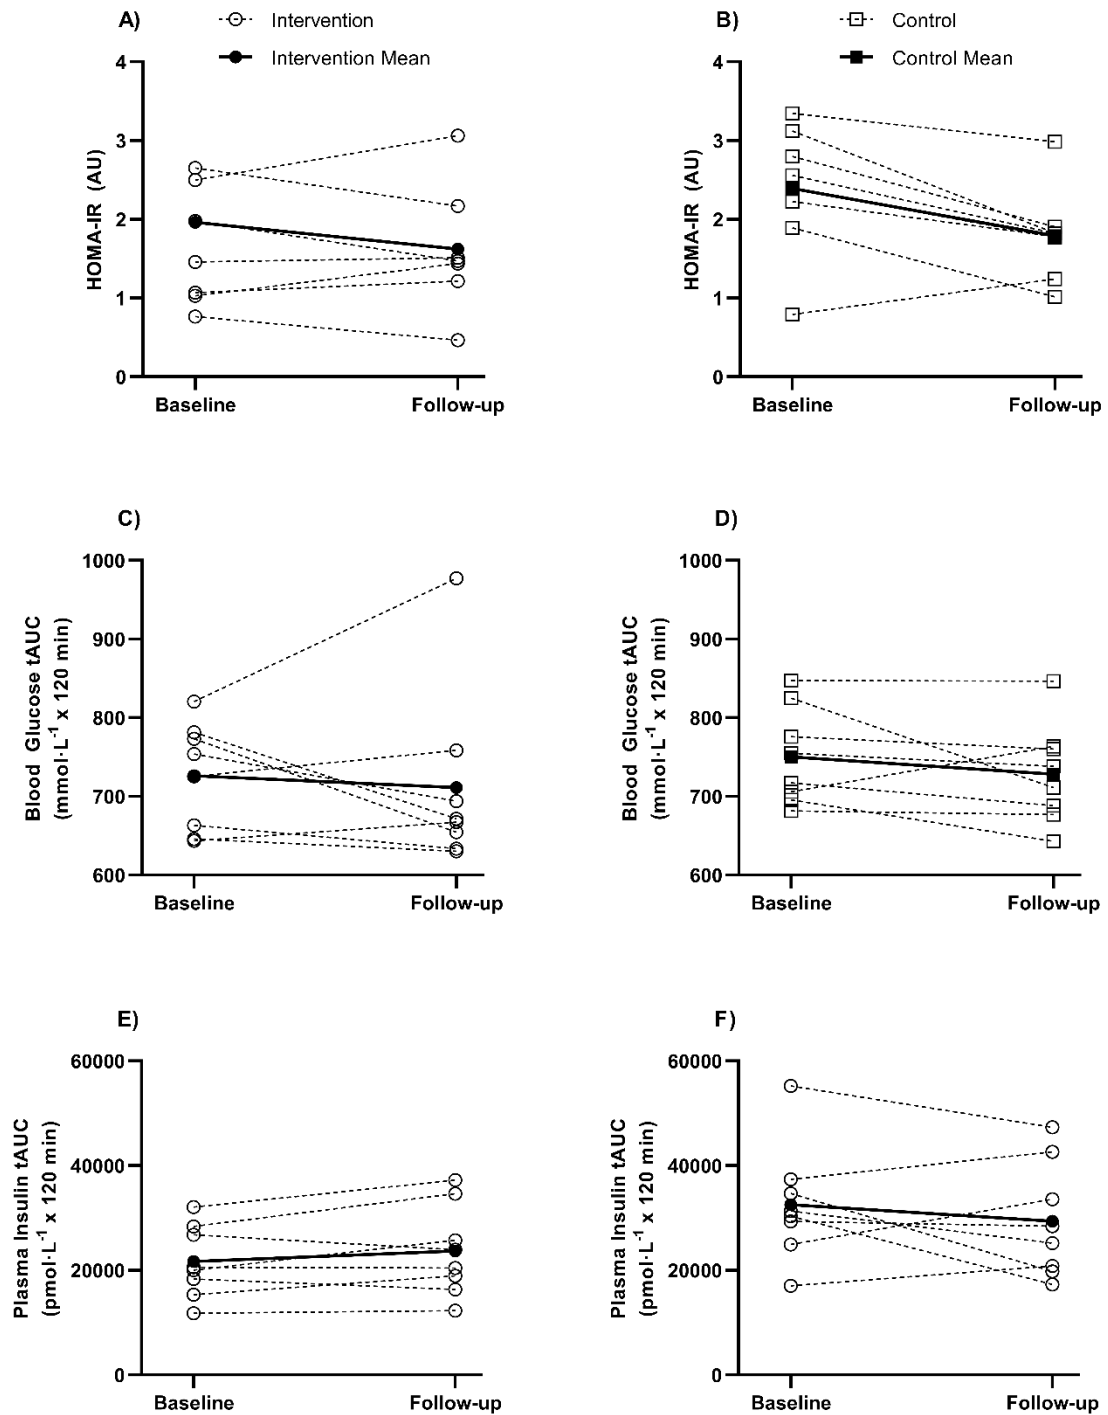 A)
Intervention
Intervention Mean
HOMA-IR (AU)
4
3
2
1
0
Baseline
Follow-up
B)
Control
Control Mean
HOMA-IR (AU)
4
3
2
1
0
Baseline
Follow-up
C)
Blood Glucose tAUC
(mmol·L⁻¹ x 120 min)
1000
900
800
700
600
Baseline
Follow-up
D)
Blood Glucose tAUC
(mmol·L⁻¹ x 120 min)
1000
900
800
700
600
Baseline
Follow-up
E)
Plasma Insulin tAUC
(pmol·L⁻¹ x 120 min)
60000
40000
20000
0
Baseline
Follow-up
F)
Plasma Insulin tAUC
(pmol·L⁻¹ x 120 min)
60000
40000
20000
0
Baseline
Follow-up